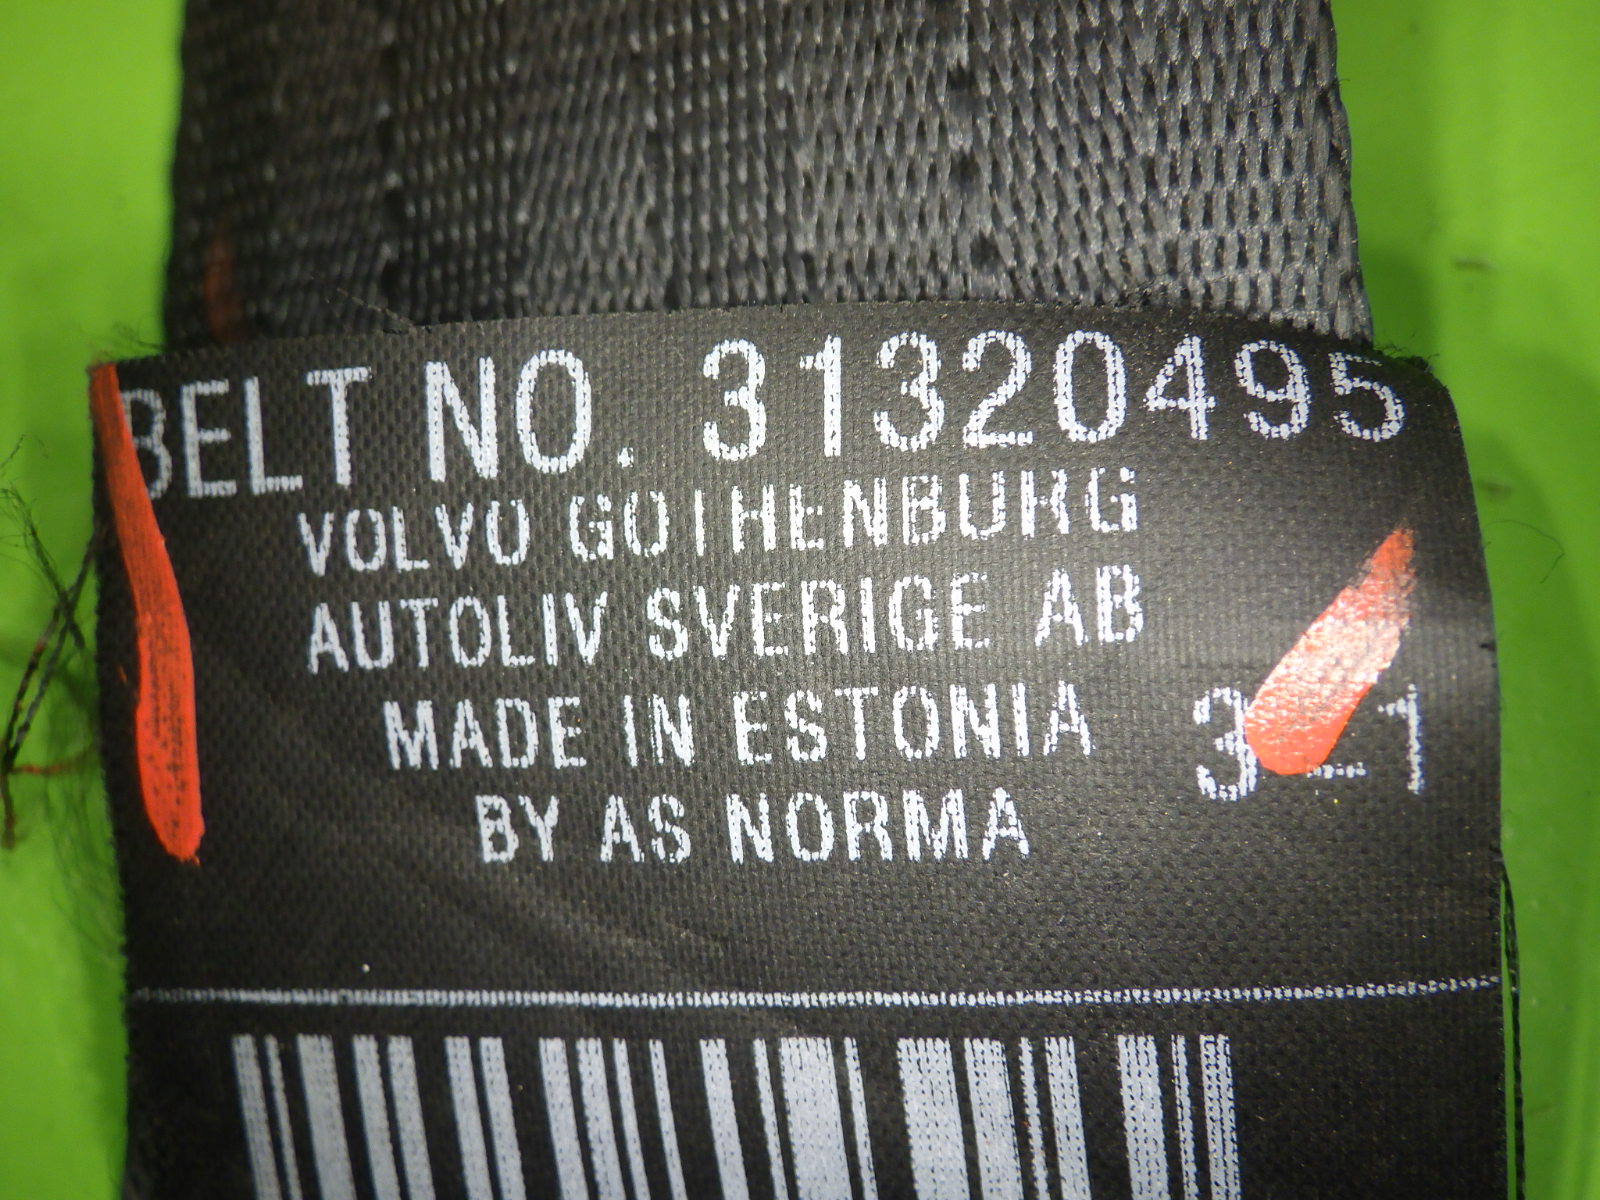 BELT NO. 31320495
VOLVO GOTHENBURG
AUTOLIV SVERIGE AB
MADE IN ESTONIA
BY AS NORMA